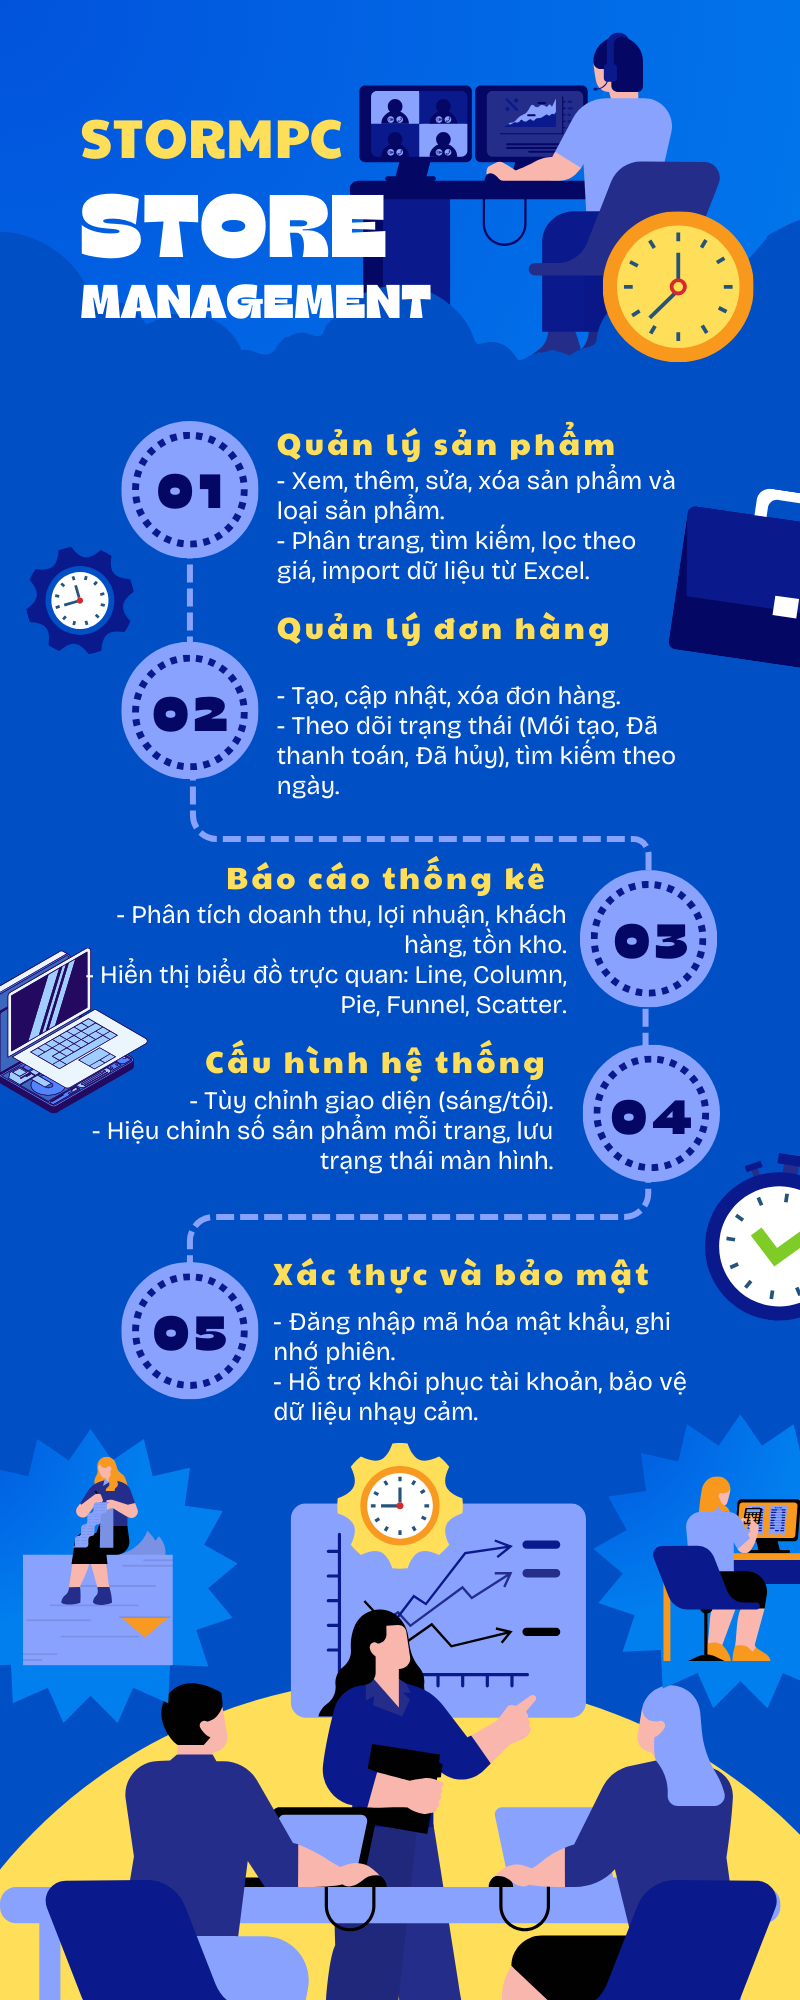 STORMPC
STORE
MANAGEMENT
01
Quản lý sản phẩm
- Xem, thêm, sửa, xóa sản phẩm và
loại sản phẩm.
- Phân trang, tìm kiếm, lọc theo
giá, import dữ liệu từ Excel.
02
Quản lý đơn hàng
- Tạo, cập nhật, xóa đơn hàng.
- Theo dõi trạng thái (Mới tạo, Đã
thanh toán, Đã hủy), tìm kiếm theo
ngày.
03
Báo cáo thống kê
- Phân tích doanh thu, lợi nhuận, khách
hàng, tồn kho.
- Hiển thị biểu đồ trực quan: Line, Column,
Pie, Funnel, Scatter.
04
Cấu hình hệ thống
- Tùy chỉnh giao diện (sáng/tối).
- Hiệu chỉnh số sản phẩm mỗi trang, lưu
trạng thái màn hình.
05
Xác thực và bảo mật
- Đăng nhập mã hóa mật khẩu, ghi
nhớ phiên.
- Hỗ trợ khôi phục tài khoản, bảo vệ
dữ liệu nhạy cảm.